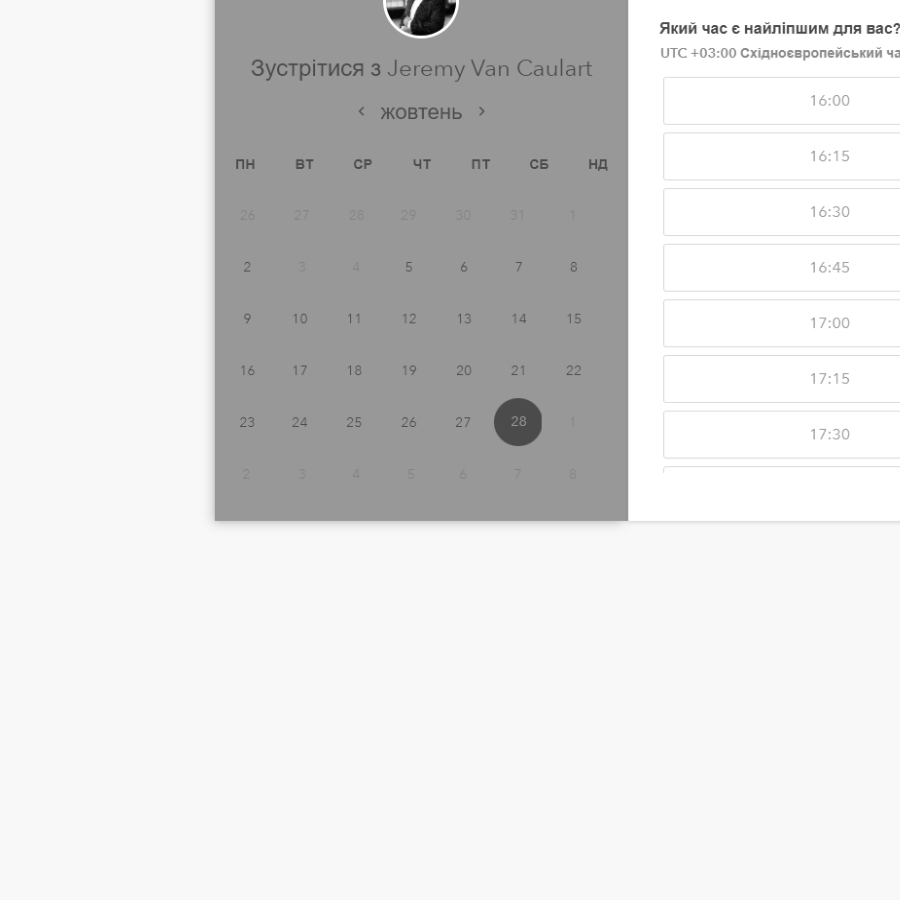 Зустрітися з Jeremy Van Caulart
жовтень
ПН ВТ СР ЧТ ПТ СБ НД
26 27 28 29 30 31 1
2 3 4 5 6 7 8
9 10 11 12 13 14 15
16 17 18 19 20 21 22
23 24 25 26 27 28 1
2 3 4 5 6 7 8
Який час є найліпшим для вас?
UTC +03:00 Східноєвропейський ча
16:00
16:15
16:30
16:45
17:00
17:15
17:30